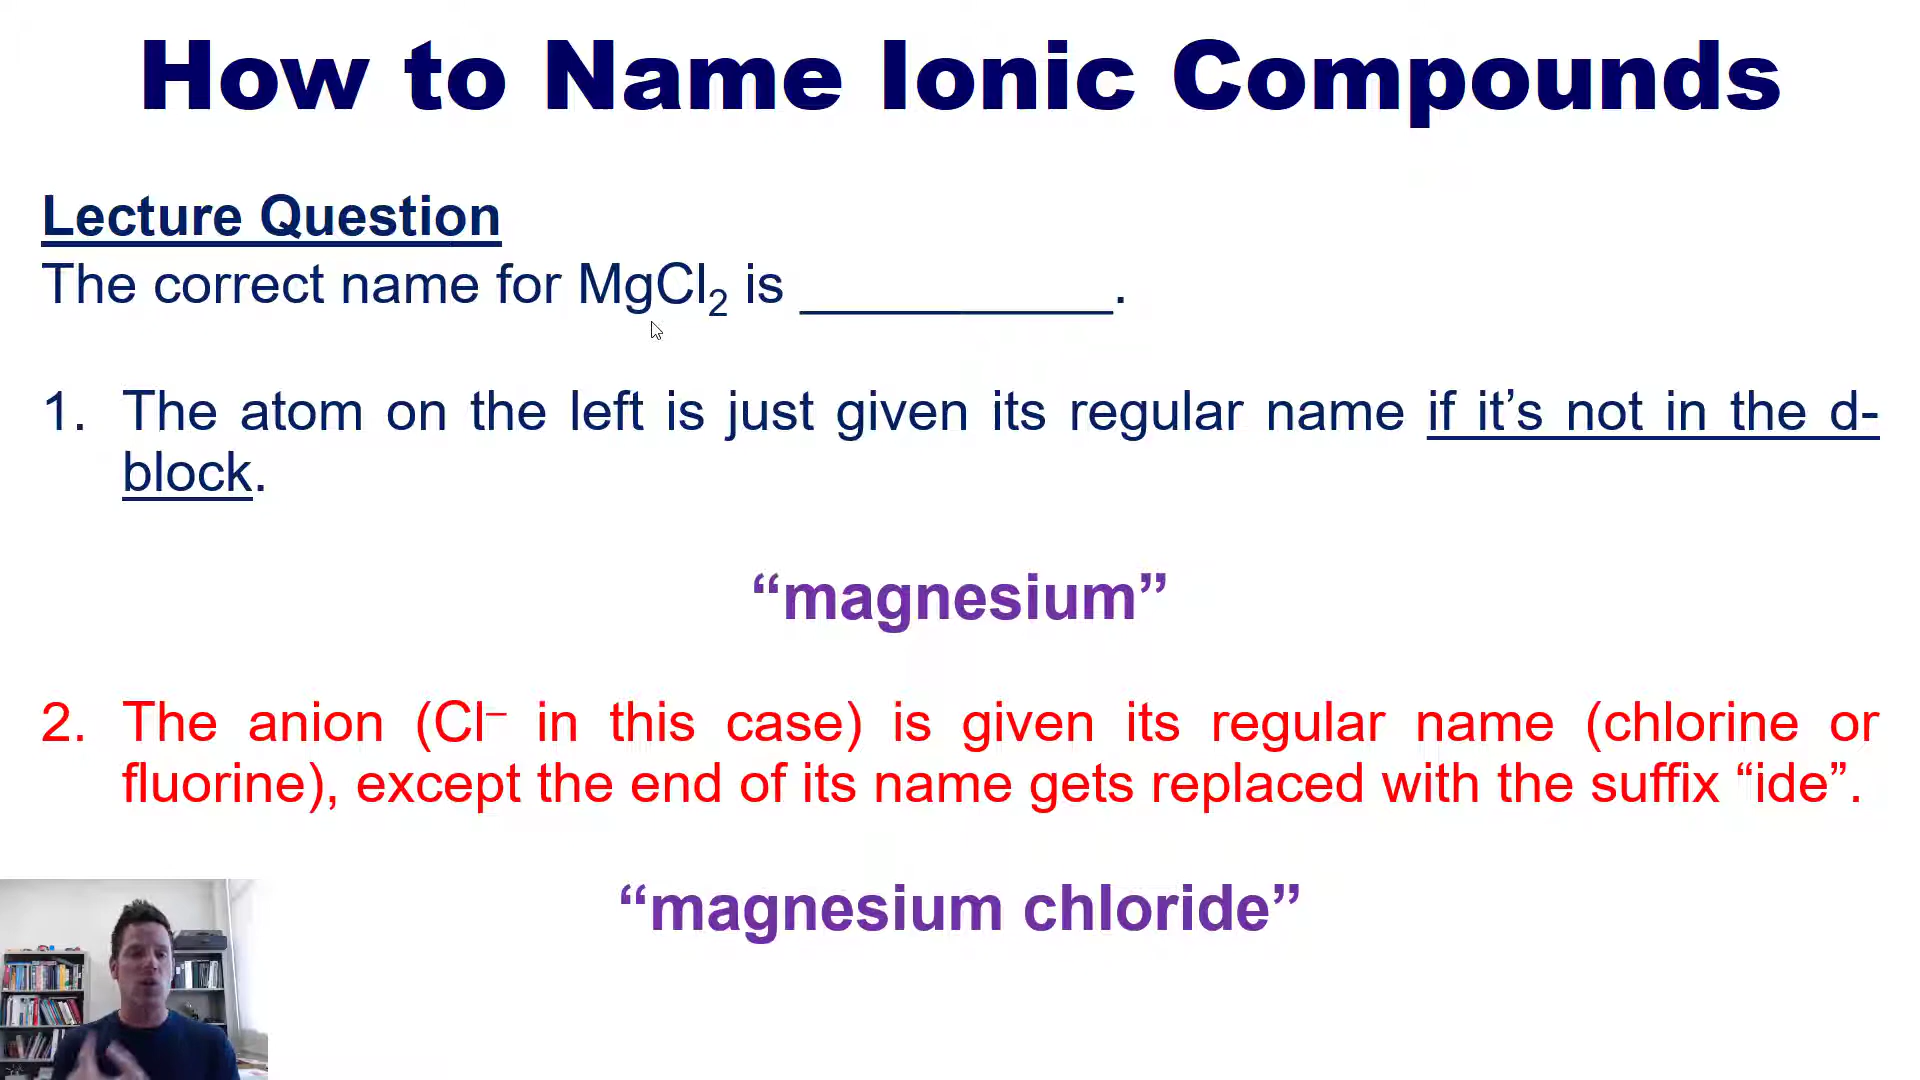 How to Name Ionic Compounds
Lecture Question
The correct name for MgCl₂ is ___________.
1. The atom on the left is just given its regular name if it’s not in the d-
block.
“magnesium”
2. The anion (Cl⁻ in this case) is given its regular name (chlorine or
fluorine), except the end of its name gets replaced with the suffix “ide”.
“magnesium chloride”